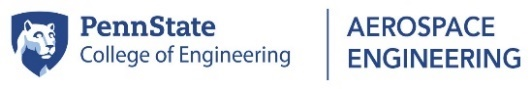 PennState
College of Engineering
AEROSPACE
ENGINEERING